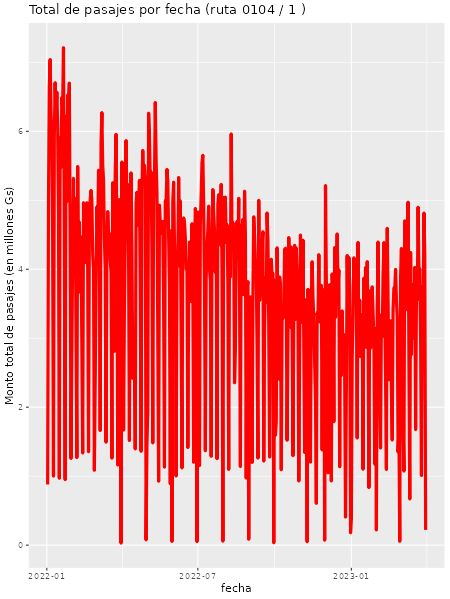 Total de pasajes por fecha (ruta 0104 / 1 )
Monto total de pasajes (en millones Gs)
6
4
2
0
2022-01
2022-07
2023-01
fecha